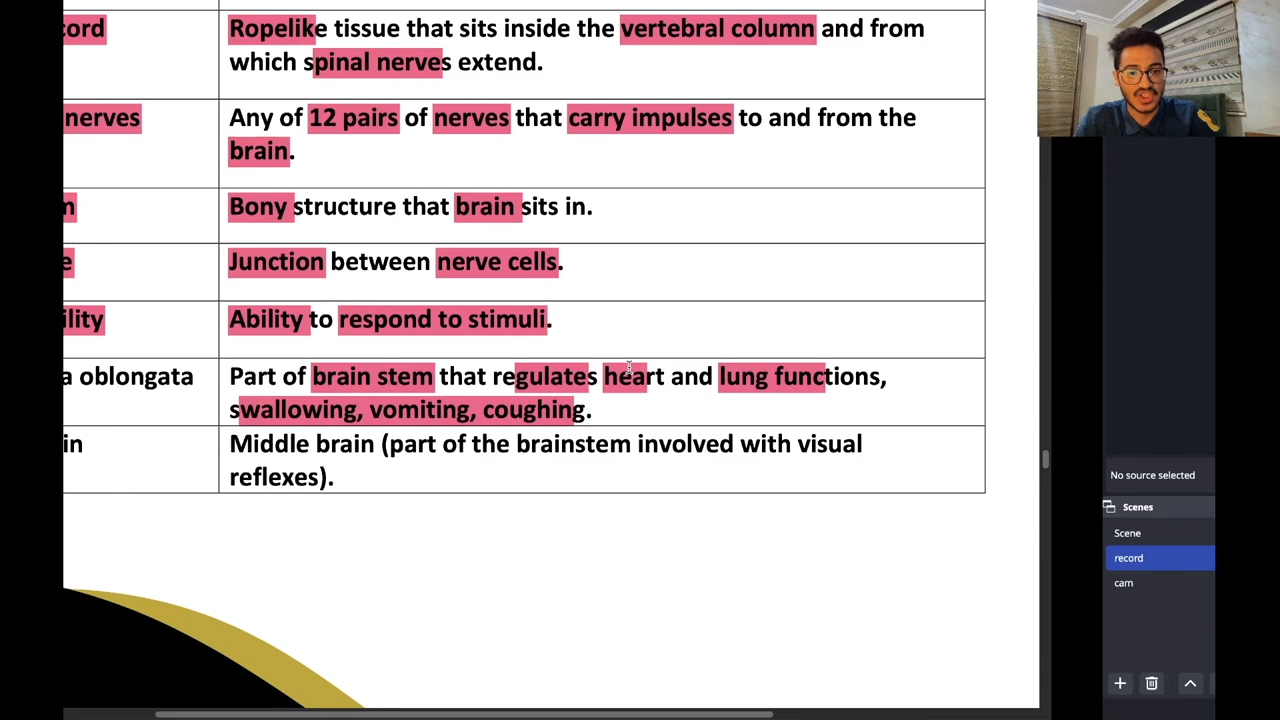 cord
Ropelike tissue that sits inside the vertebral column and from
which spinal nerves extend.
nerves
Any of 12 pairs of nerves that carry impulses to and from the
brain.
m
Bony structure that brain sits in.
e
Junction between nerve cells.
ility
Ability to respond to stimuli.
a oblongata
Part of brain stem that regulates heart and lung functions,
swallowing, vomiting, coughing.
in
Middle brain (part of the brainstem involved with visual
reflexes).
No source selected
Scenes
Scene
record
cam